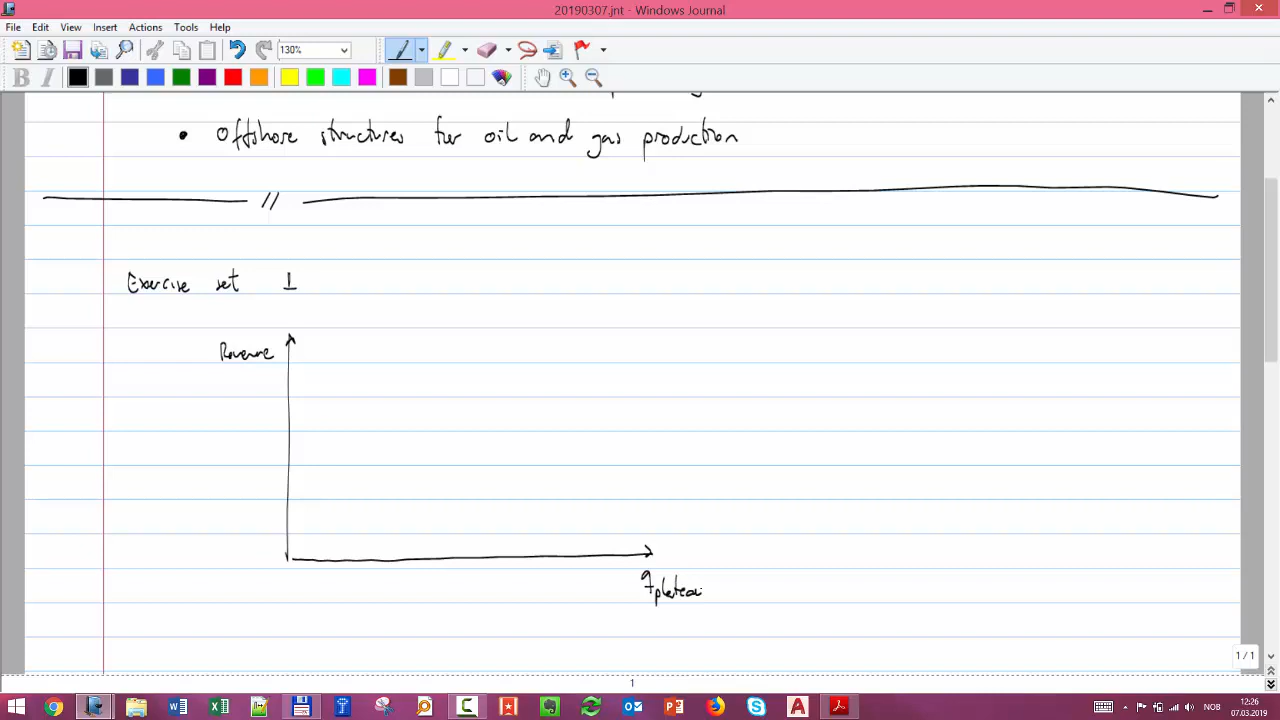 20190307.jnt - Windows Journal
File Edit View Insert Actions Tools Help
130%
B I
• Offshore structures for oil and gas production
//
Exercise set 1
Revenue
qplateau
1 / 1
1
NOB
12:26
07.03.2019